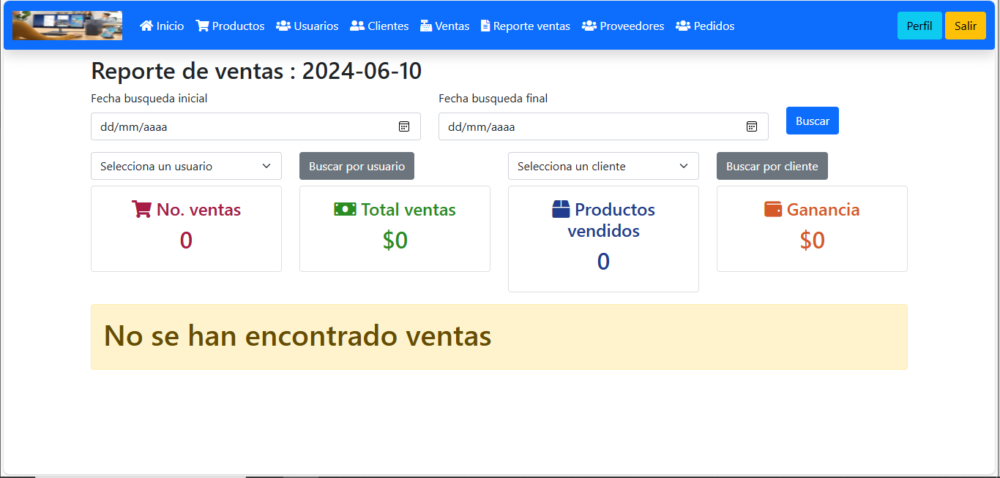 Inicio Productos Usuarios Clientes Ventas Reporte ventas Proveedores Pedidos Perfil Salir
Reporte de ventas : 2024-06-10
Fecha busqueda inicial Fecha busqueda final
dd/mm/aaaa dd/mm/aaaa Buscar
Selecciona un usuario Buscar por usuario Selecciona un cliente Buscar por cliente
No. ventas
0
Total ventas
$0
Productos
vendidos
0
Ganancia
$0
No se han encontrado ventas